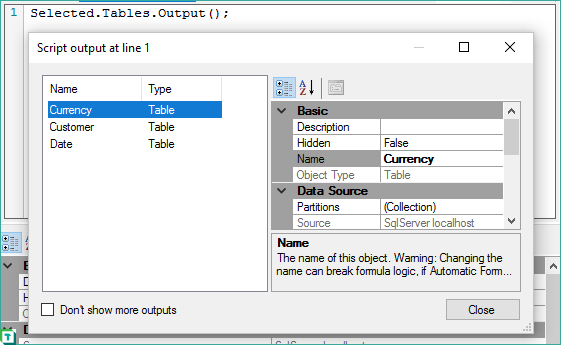 1 Selected.Tables.Output();
Script output at line 1
Name Type
Currency Table
Customer Table
Date Table
Basic
Description
Hidden False
Name Currency
Object Type Table
Data Source
Partitions (Collection)
Source SqlServer localhost
Name
The name of this object. Warning: Changing the
name can break formula logic, if Automatic Form...
Don't show more outputs
Close